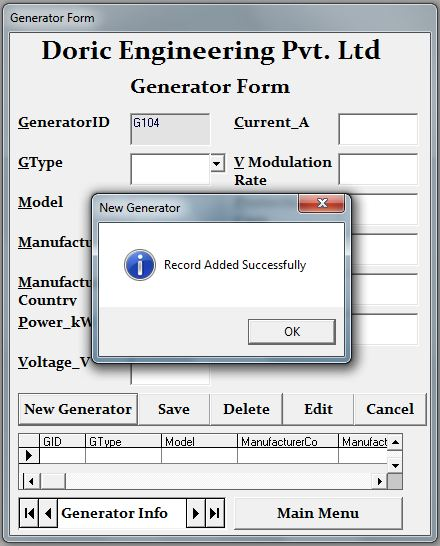 Generator Form
Doric Engineering Pvt. Ltd
Generator Form
GeneratorID G104 Current_A
GType V Modulation
Rate
Model
New Generator
Record Added Successfully
OK
Country
Power_kW
Voltage_V
New Generator Save Delete Edit Cancel
GID GType Model ManufacturerCo Manufact
Generator Info Main Menu